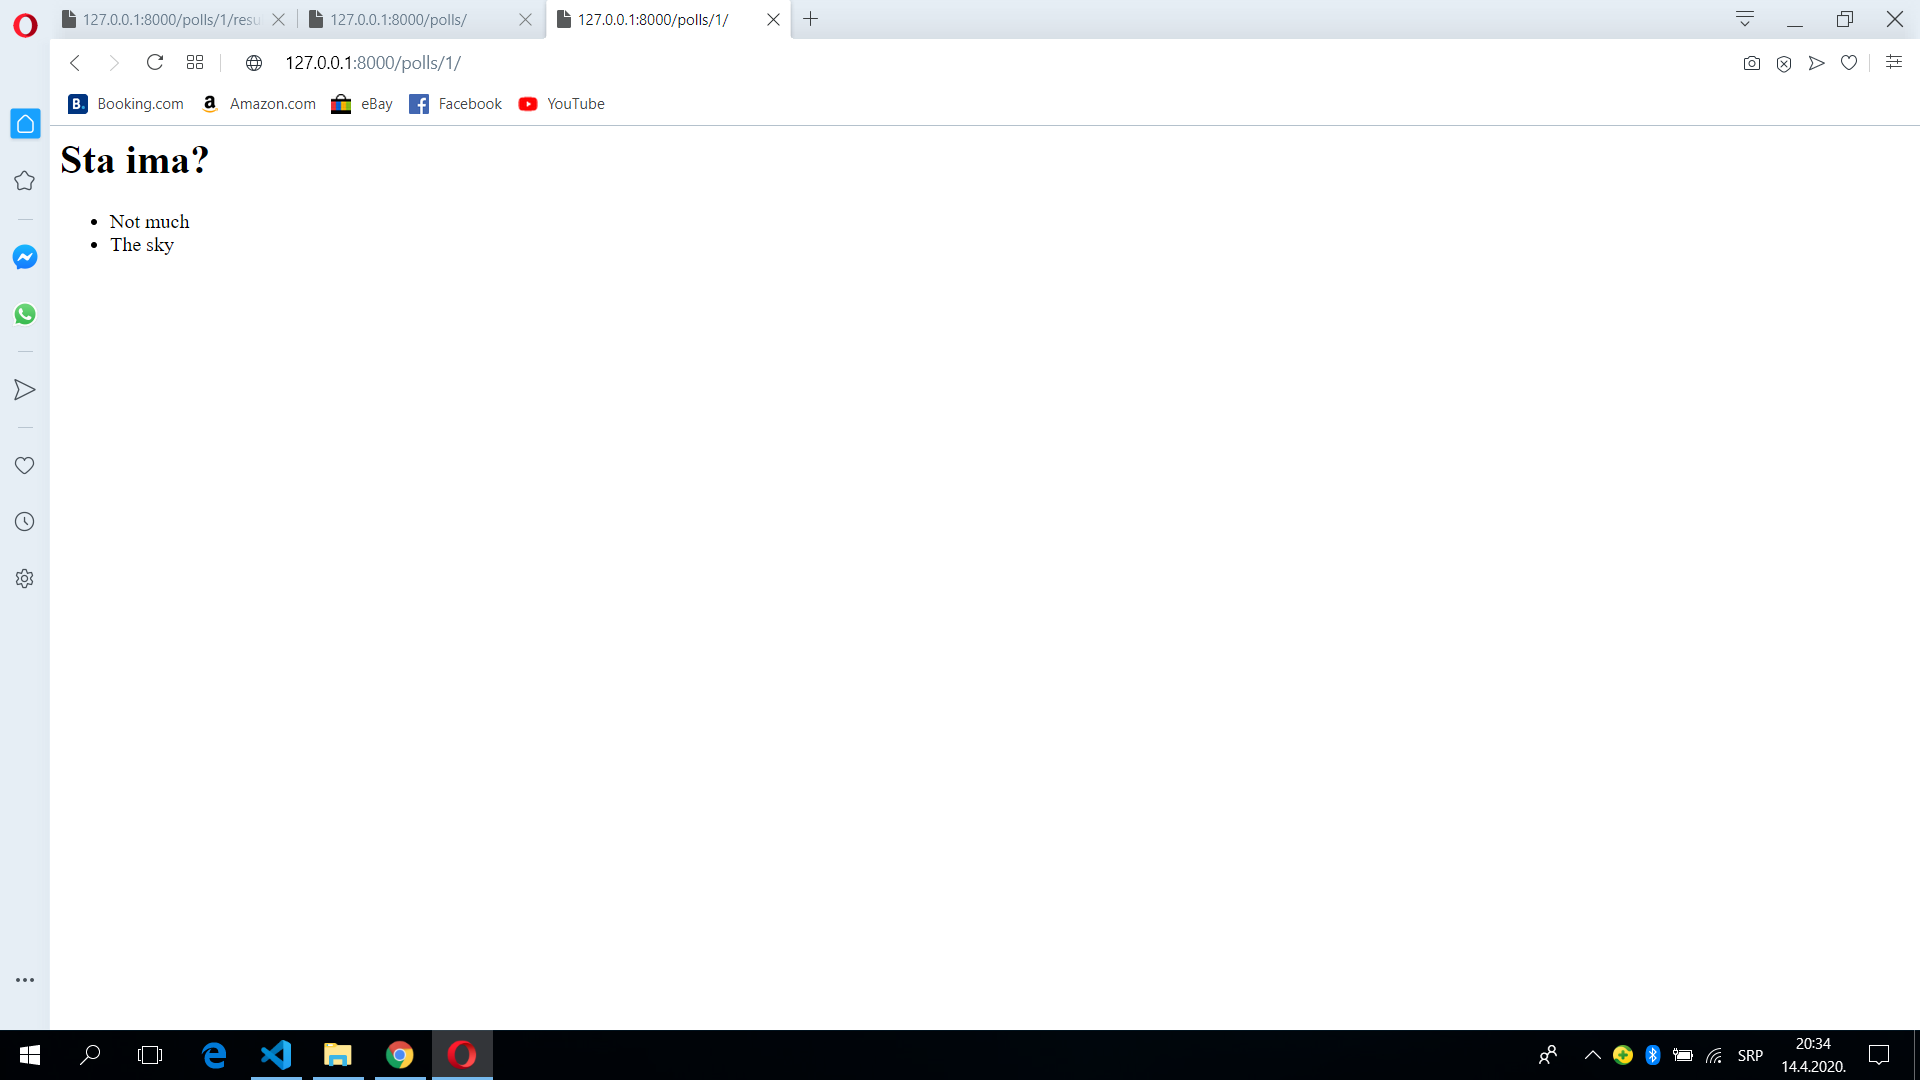 127.0.0.1:8000/polls/1/resu
127.0.0.1:8000/polls/
127.0.0.1:8000/polls/1/
127.0.0.1:8000/polls/1/
B. Booking.com
a Amazon.com
eBay
f Facebook
YouTube
Sta ima?
• Not much
• The sky
SRP
20:34
14.4.2020.